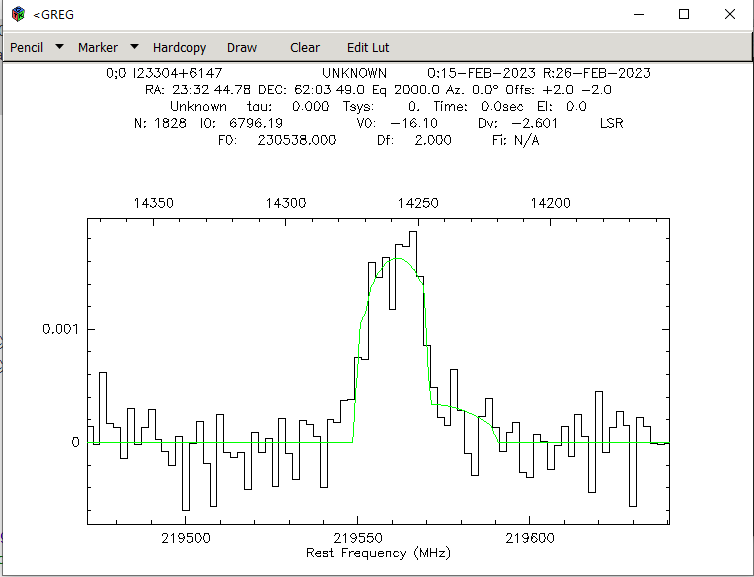 <GREG
Pencil Marker Hardcopy Draw Clear Edit Lut
0;0 I23304+6147 UNKNOWN O:15-FEB-2023 R:26-FEB-2023
RA: 23:32 44.78 DEC: 62:03 49.0 Eq 2000.0 Az. 0.0° Offs: +2.0 -2.0
Unknown tau: 0.000 Tsys: 0. Time: 0.0sec El: 0.0
N: 1828 I0: 6796.19 V0: -16.10 Dv: -2.601 LSR
F0: 230538.000 Df: 2.000 Fi: N/A
14350 14300 14250 14200
0.001
0
219500 219550 219600
Rest Frequency (MHz)